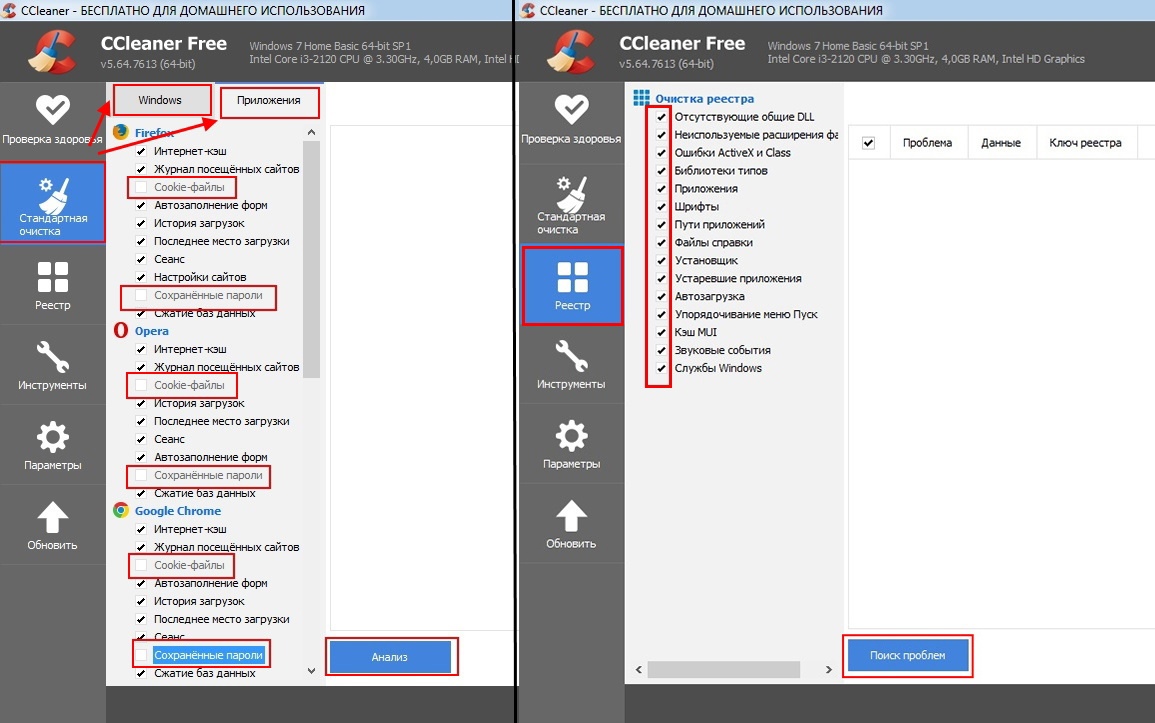 CCleaner - БЕСПЛАТНО ДЛЯ ДОМАШНЕГО ИСПОЛЬЗОВАНИЯ
CCleaner Free
v5.64.7613 (64-bit)
Windows 7 Home Basic 64-bit SP1
Intel Core i3-2120 CPU @ 3.30GHz, 4,0GB RAM, Intel H
Проверка здоровья
Стандартная
очистка
Реестр
Инструменты
Параметры
Обновить
Windows
Приложения
Firefox
Интернет-кэш
Журнал посещённых сайтов
Cookie-файлы
Автозаполнение форм
История загрузок
Последнее место загрузки
Сеанс
Настройки сайтов
Сохранённые пароли
Сжатие баз данных
Opera
Интернет-кэш
Журнал посещённых сайтов
Cookie-файлы
История загрузок
Последнее место загрузки
Сеанс
Автозаполнение форм
Сохранённые пароли
Сжатие баз данных
Google Chrome
Интернет-кэш
Журнал посещённых сайтов
Cookie-файлы
Автозаполнение форм
История загрузок
Последнее место загрузки
Сеанс
Сохранённые пароли
Сжатие баз данных
Анализ
CCleaner - БЕСПЛАТНО ДЛЯ ДОМАШНЕГО ИСПОЛЬЗОВАНИЯ
CCleaner Free
v5.64.7613 (64-bit)
Windows 7 Home Basic 64-bit SP1
Intel Core i3-2120 CPU @ 3.30GHz, 4,0GB RAM, Intel HD Graphics
Проверка здоровья
Стандартная
очистка
Реестр
Инструменты
Параметры
Обновить
Очистка реестра
Отсутствующие общие DLL
Неиспользуемые расширения фа
Ошибки ActiveX и Class
Библиотеки типов
Приложения
Шрифты
Пути приложений
Файлы справки
Установщик
Устаревшие приложения
Автозагрузка
Упорядочивание меню Пуск
Кэш MUI
Звуковые события
Службы Windows
Проблема
Данные
Ключ реестра
Поиск проблем